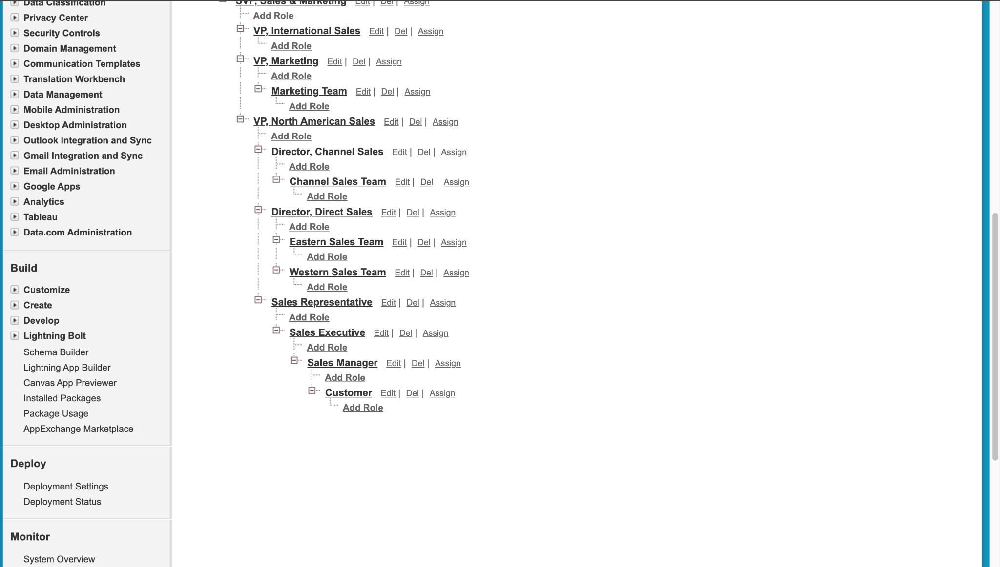 Data Classification
Privacy Center
Security Controls
Domain Management
Communication Templates
Translation Workbench
Data Management
Mobile Administration
Desktop Administration
Outlook Integration and Sync
Gmail Integration and Sync
Email Administration
Google Apps
Analytics
Tableau
Data.com Administration
Build
Customize
Create
Develop
Lightning Bolt
Schema Builder
Lightning App Builder
Canvas App Previewer
Installed Packages
Package Usage
AppExchange Marketplace
Deploy
Deployment Settings
Deployment Status
Monitor
System Overview
SVP, Sales & Marketing Edit | Del | Assign
Add Role
VP, International Sales Edit | Del | Assign
Add Role
VP, Marketing Edit | Del | Assign
Add Role
Marketing Team Edit | Del | Assign
Add Role
VP, North American Sales Edit | Del | Assign
Add Role
Director, Channel Sales Edit | Del | Assign
Add Role
Channel Sales Team Edit | Del | Assign
Add Role
Director, Direct Sales Edit | Del | Assign
Add Role
Eastern Sales Team Edit | Del | Assign
Add Role
Western Sales Team Edit | Del | Assign
Add Role
Sales Representative Edit | Del | Assign
Add Role
Sales Executive Edit | Del | Assign
Add Role
Sales Manager Edit | Del | Assign
Add Role
Customer Edit | Del | Assign
Add Role